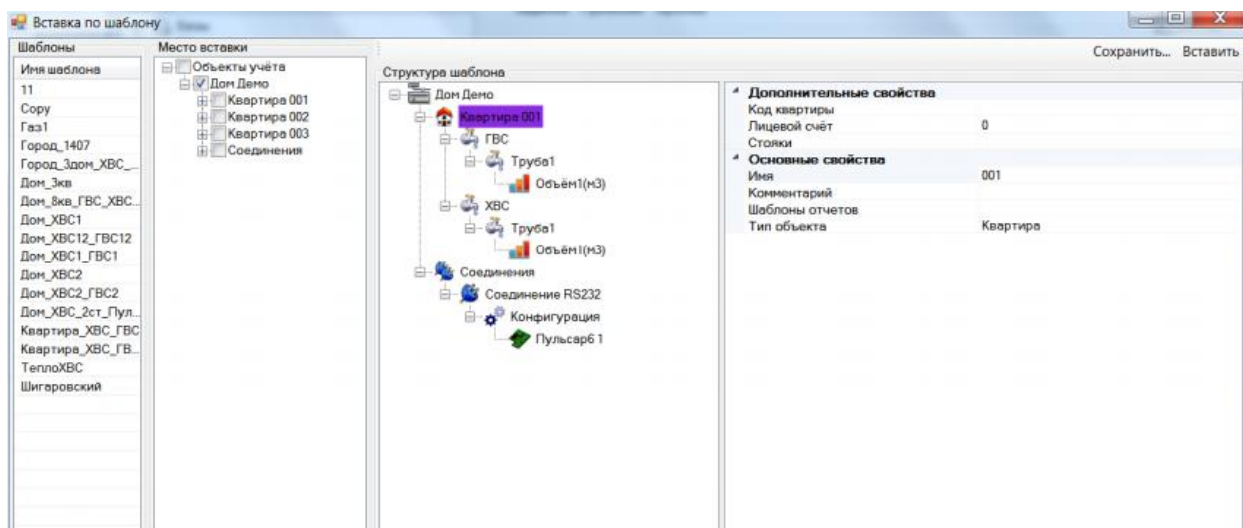 Вставка по шаблону
Шаблоны
Имя шаблона
11
Copy
Газ1
Город_1407
Город_3дом_ХВС_...
Дом_3кв
Дом_8кв_ГВС_ХВС...
Дом_ХВС1
Дом_ХВС12_ГВС12
Дом_ХВС1_ГВС1
Дом_ХВС2
Дом_ХВС2_ГВС2
Дом_ХВС_2ст_Пул...
Квартира_ХВС_ГВС
Квартира_ХВС_ГВ...
ТеплоХВС
Шигаровский
Место вставки
Объекты учёта
Дом Демо
Квартира 001
Квартира 002
Квартира 003
Соединения
Сохранить... Вставить
Структура шаблона
Дом Демо
Квартира 001
ГВС
Труба1
Объём1(м3)
ХВС
Труба1
Объём1(м3)
Соединения
Соединение RS232
Конфигурация
Пульсар6 1
Дополнительные свойства
Код квартиры
Лицевой счёт 0
Стояки
Основные свойства
Имя 001
Комментарий
Шаблоны отчетов
Тип объекта Квартира